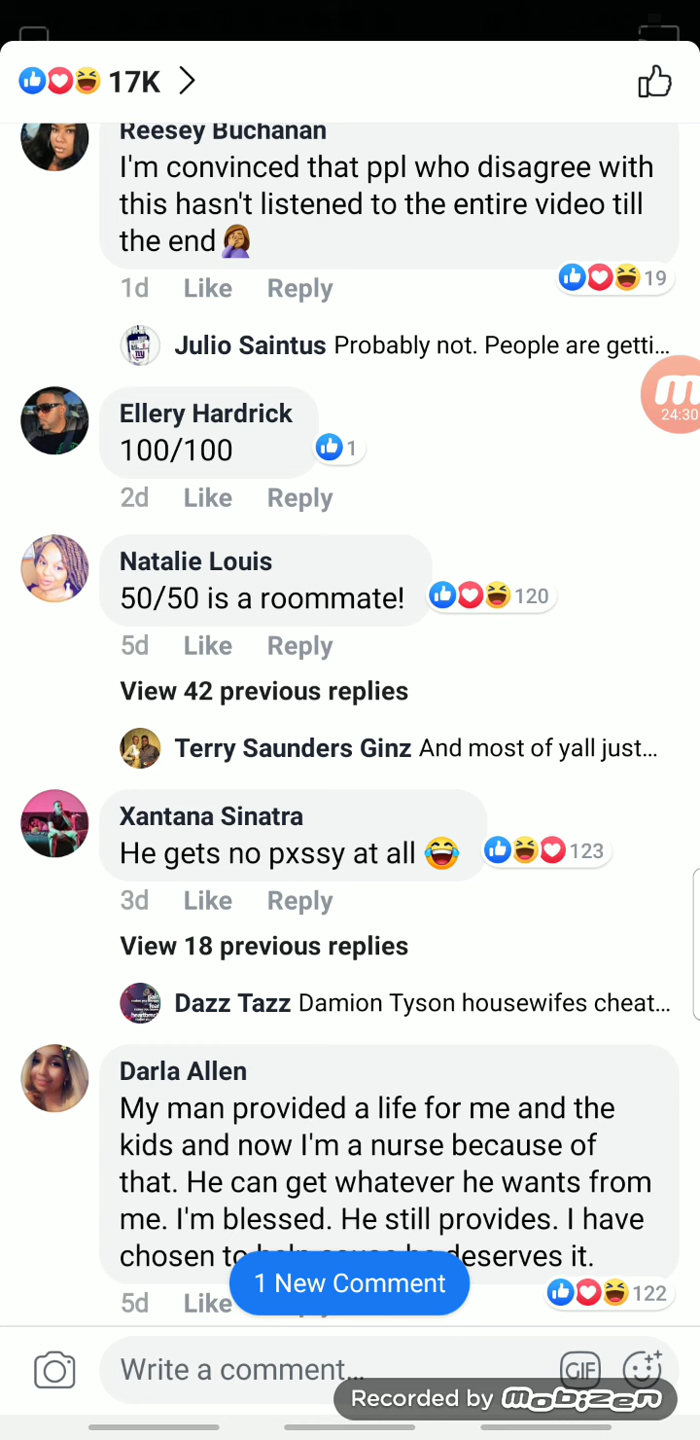 17K
Reesey Buchanan
I'm convinced that ppl who disagree with
this hasn't listened to the entire video till
the end
19
1d Like Reply
Julio Saintus Probably not. People are getti...
24:30
Ellery Hardrick
100/100
1
2d Like Reply
Natalie Louis
50/50 is a roommate!
120
5d Like Reply
View 42 previous replies
Terry Saunders Ginz And most of yall just...
Xantana Sinatra
He gets no pxssy at all 😂
123
3d Like Reply
View 18 previous replies
Dazz Tazz Damion Tyson housewifes cheat...
Darla Allen
My man provided a life for me and the
kids and now I'm a nurse because of
that. He can get whatever he wants from
me. I'm blessed. He still provides. I have
chosen to deserves it.
1 New Comment
122
5d Like
Write a comment...
GIF
Recorded by mobizen